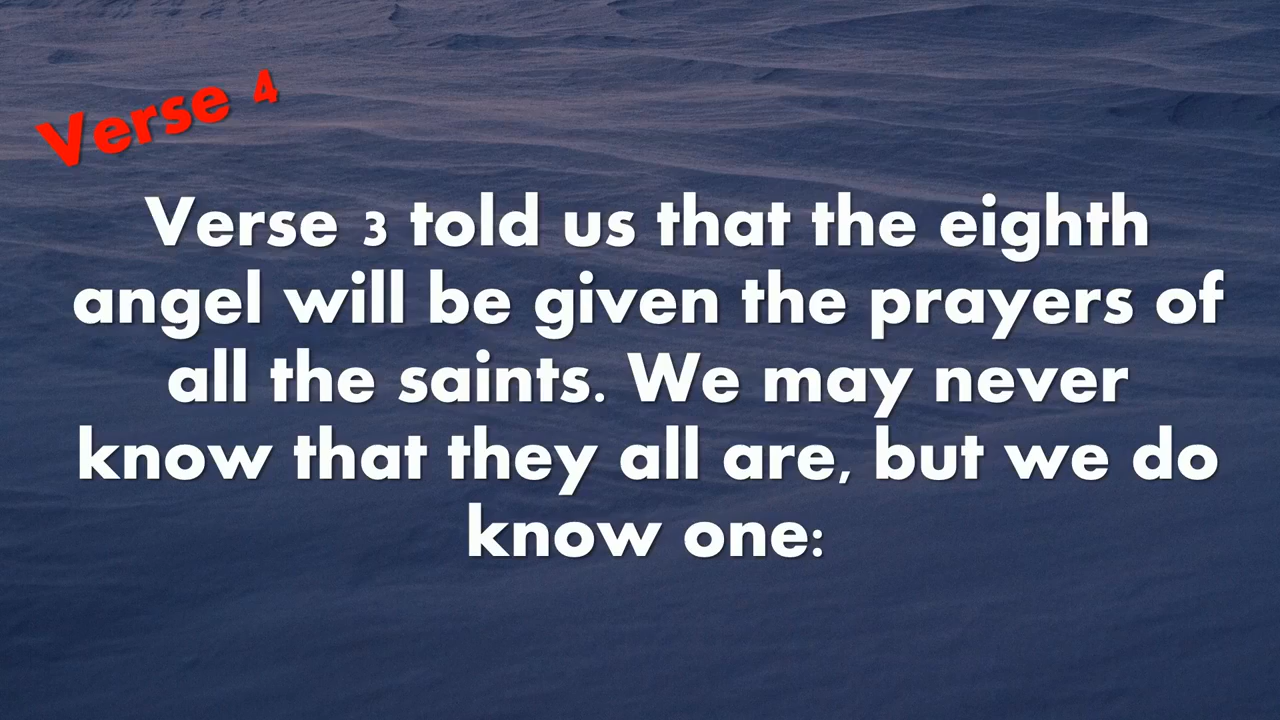 Verse 4
Verse 3 told us that the eighth
angel will be given the prayers of
all the saints. We may never
know that they all are, but we do
know one: